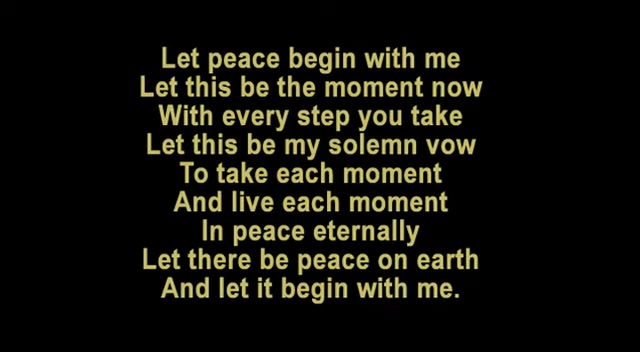 Let peace begin with me
Let this be the moment now
With every step you take
Let this be my solemn vow
To take each moment
And live each moment
In peace eternally
Let there be peace on earth
And let it begin with me.